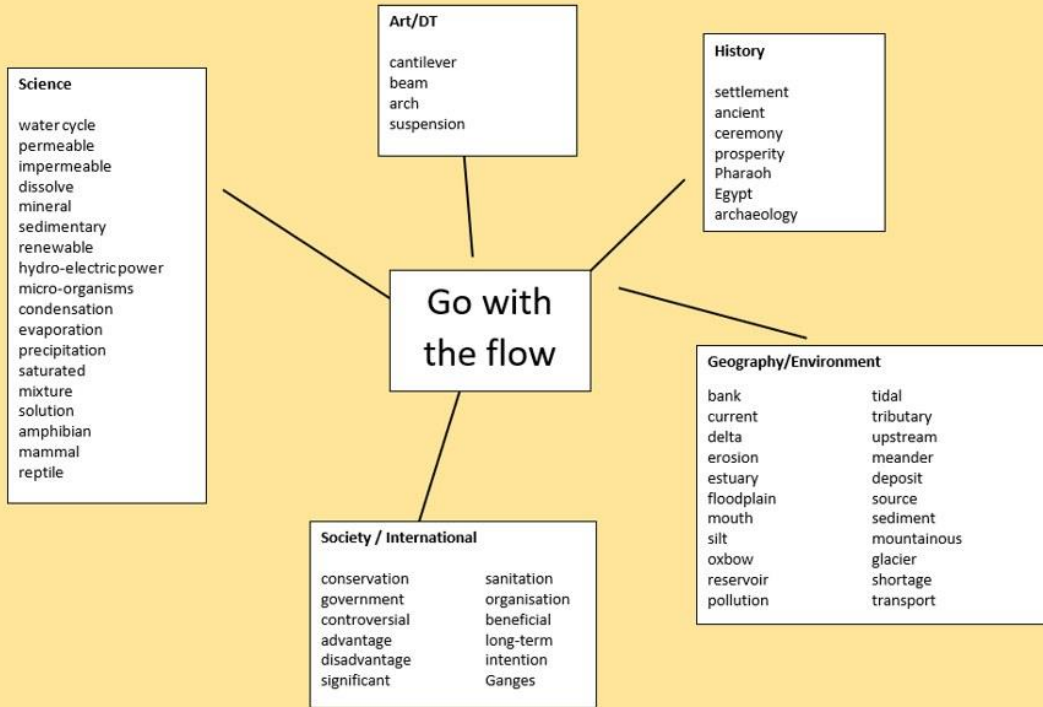 Art/DT
cantilever
beam
arch
suspension
History
settlement
ancient
ceremony
prosperity
Pharaoh
Egypt
archaeology
Science
water cycle
permeable
impermeable
dissolve
mineral
sedimentary
renewable
hydro-electric power
micro-organisms
condensation
evaporation
precipitation
saturated
mixture
solution
amphibian
mammal
reptile
Go with
the flow
Geography/Environment
bank tidal
current tributary
delta upstream
erosion meander
estuary deposit
floodplain source
mouth sediment
silt mountainous
oxbow glacier
reservoir shortage
pollution transport
Society / International
conservation sanitation
government organisation
controversial beneficial
advantage long-term
disadvantage intention
significant Ganges